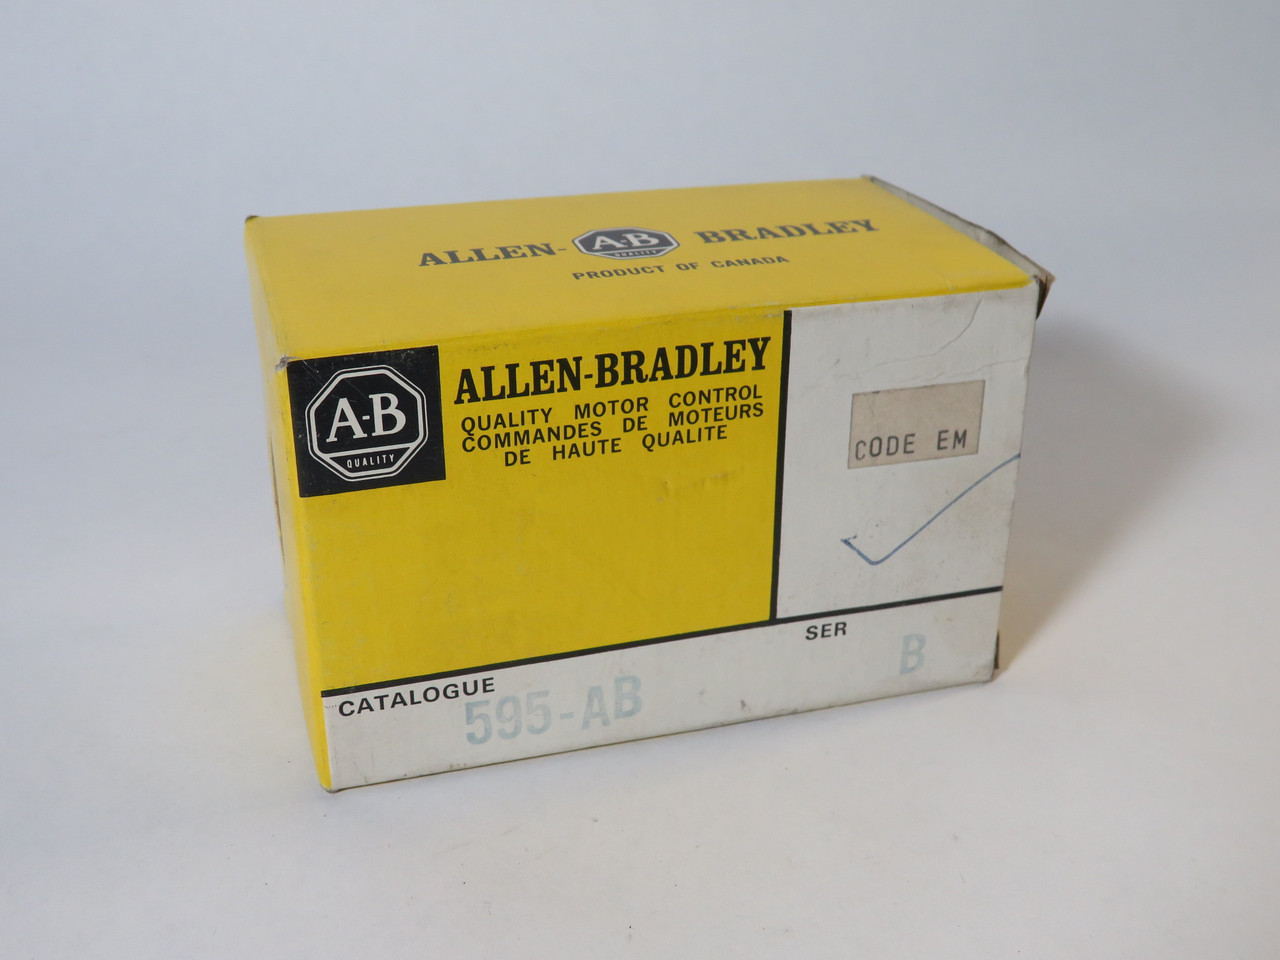 ALLEN- A-B BRADLEY
QUALITY
PRODUCT OF CANADA
A-B
QUALITY
ALLEN-BRADLEY
QUALITY MOTOR CONTROL
COMMANDES DE MOTEURS
DE HAUTE QUALITE
CODE EM
SER
B
CATALOGUE
595-AB